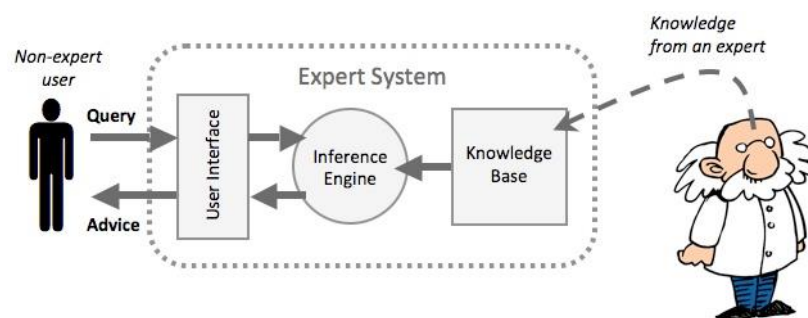 Knowledge
from an expert
Non-expert
user
Expert System
Query
User Interface
Inference
Engine
Knowledge
Base
Advice